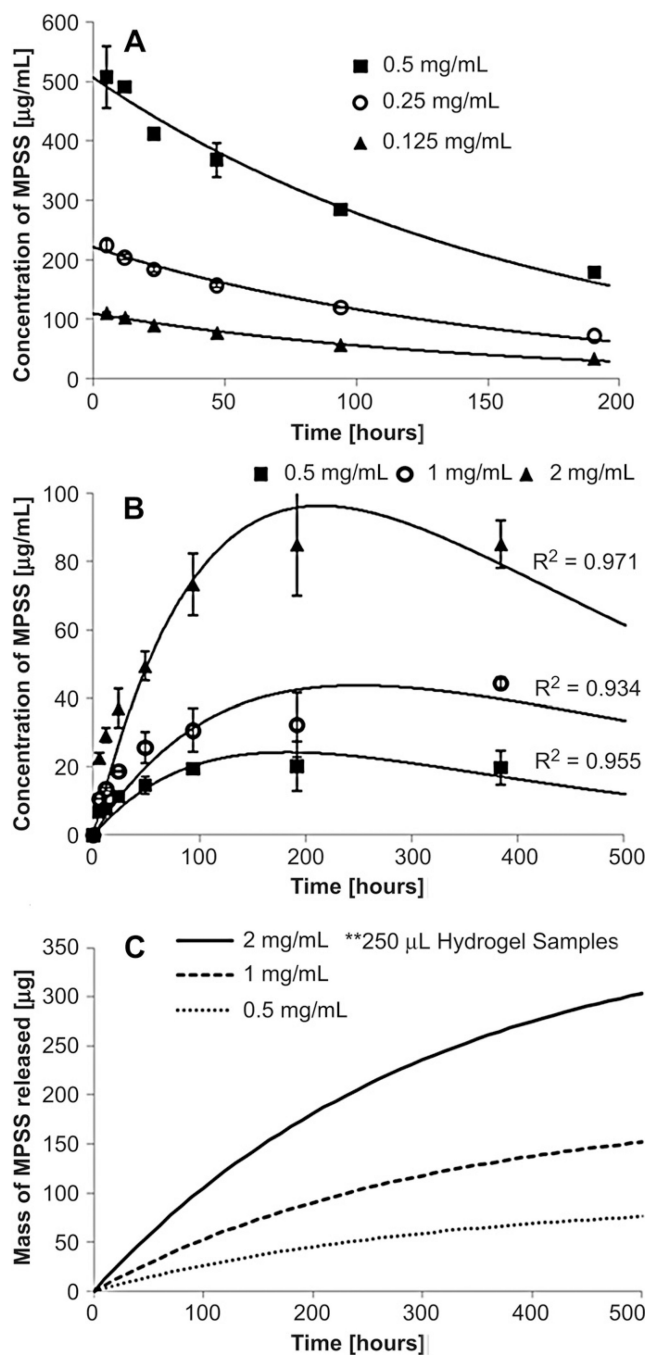 A
0.5 mg/mL
0.25 mg/mL
0.125 mg/mL
Concentration of MPSS [µg/mL]
600
500
400
300
200
100
0
0 50 100 150 200
Time [hours]
0.5 mg/mL 1 mg/mL 2 mg/mL
B
Concentration of MPSS [µg/mL]
100
80
60
40
20
0
R² = 0.971
R² = 0.934
R² = 0.955
0 100 200 300 400 500
Time [hours]
C
2 mg/mL **250 µL Hydrogel Samples
1 mg/mL
0.5 mg/mL
Mass of MPSS released [µg]
350
300
250
200
150
100
50
0
0 100 200 300 400 500
Time [hours]